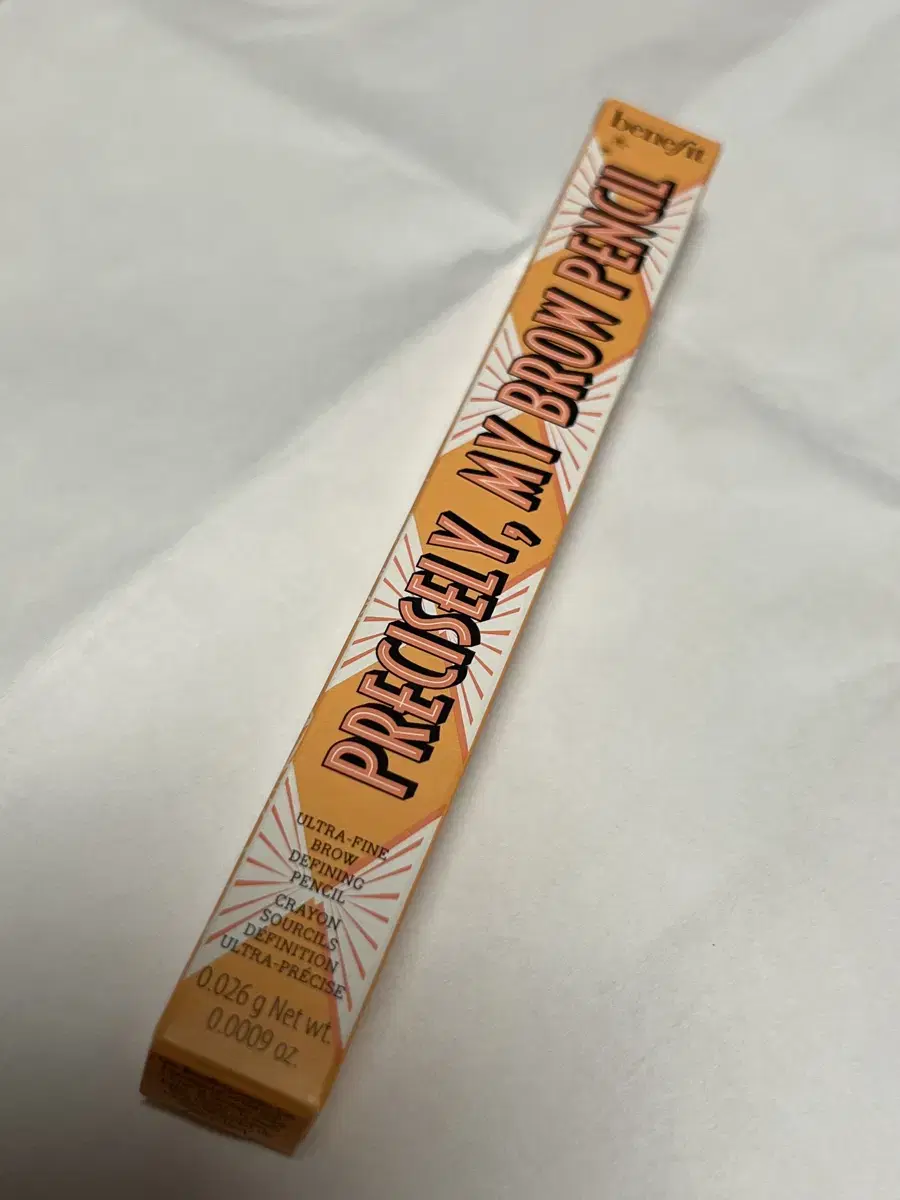 benefit
PRECISELY, MY BROW PENCIL
ULTRA-FINE
BROW
DEFINING
PENCIL
CRAYON
SOURCILS
DÉFINITION
ULTRA-PRÉCISE
0.026 g Net wt.
0.0009 oz.